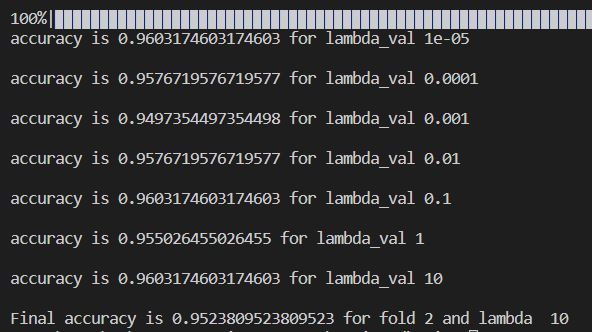 100%|
accuracy is 0.9603174603174603 for lambda_val 1e-05
accuracy is 0.9576719576719577 for lambda_val 0.0001
accuracy is 0.9497354497354498 for lambda_val 0.001
accuracy is 0.9576719576719577 for lambda_val 0.01
accuracy is 0.9603174603174603 for lambda_val 0.1
accuracy is 0.955026455026455 for lambda_val 1
accuracy is 0.9603174603174603 for lambda_val 10
Final accuracy is 0.9523809523809523 for fold 2 and lambda  10